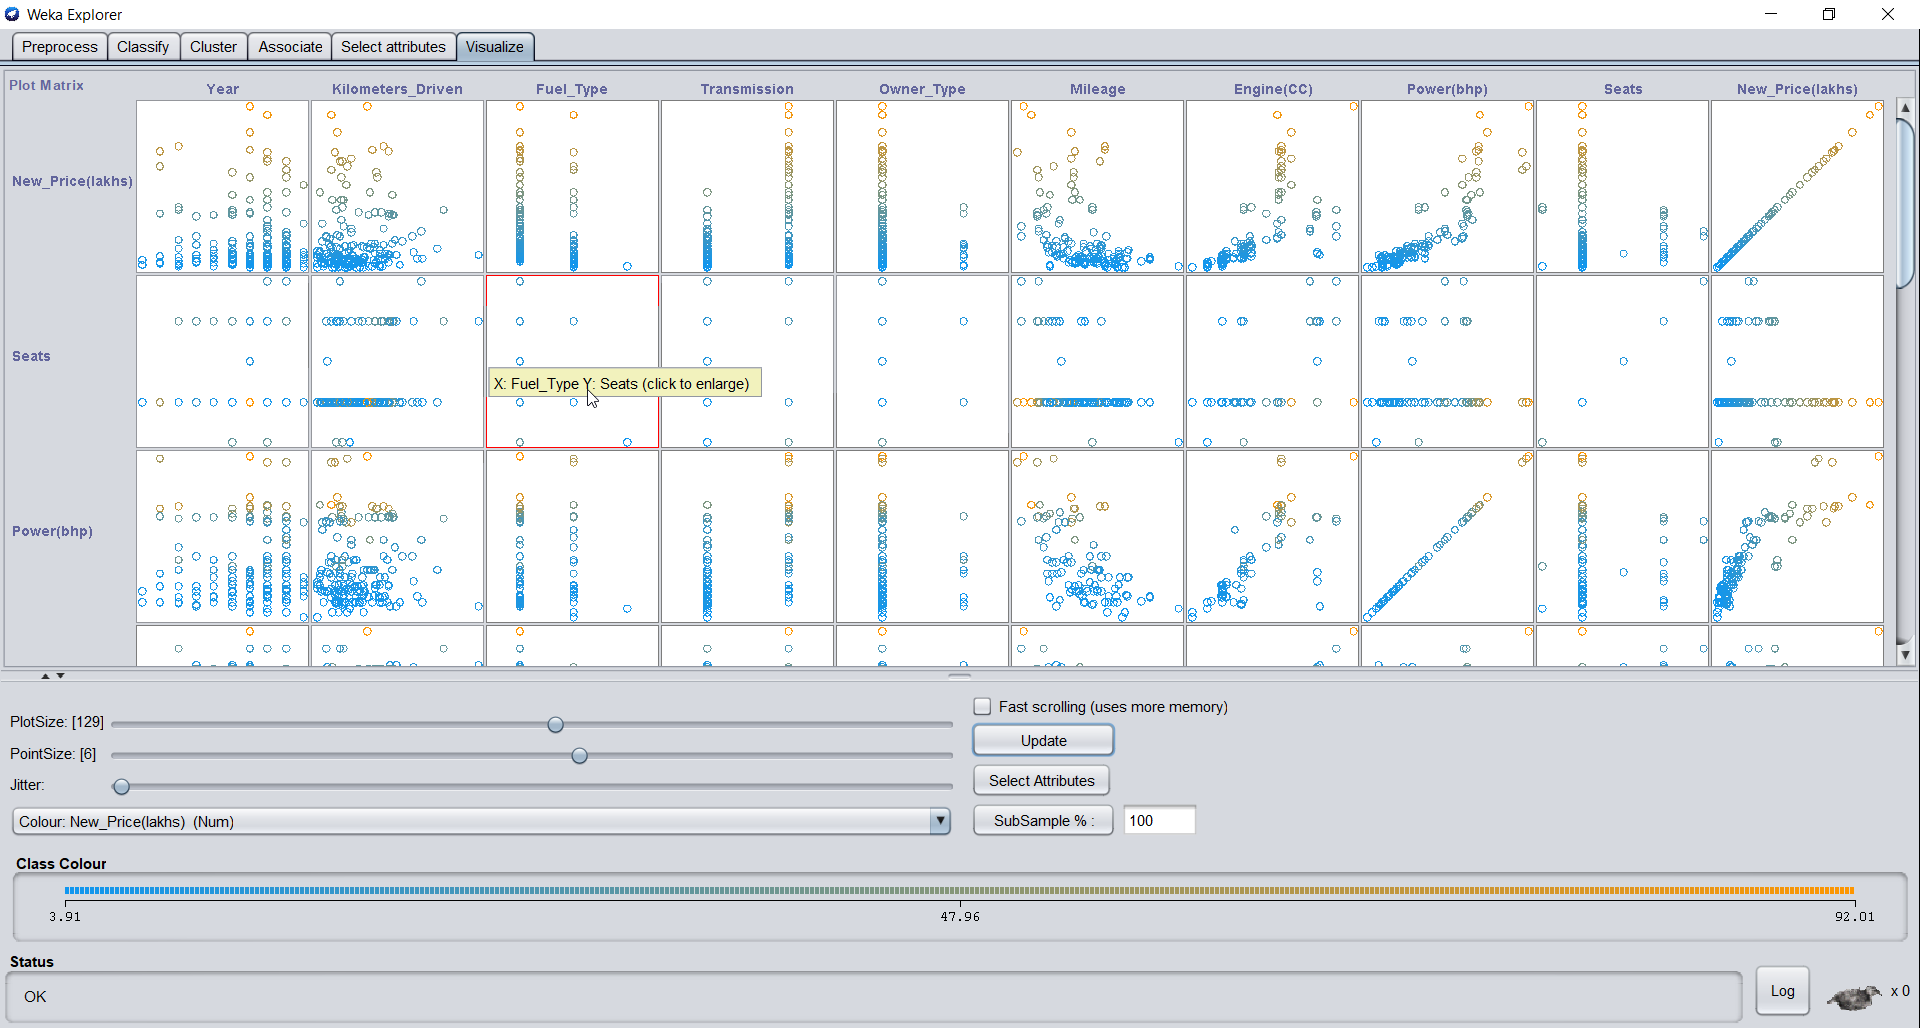 Weka Explorer
Preprocess Classify Cluster Associate Select attributes Visualize
Plot Matrix Year Kilometers_Driven Fuel_Type Transmission Owner_Type Mileage Engine(CC) Power(bhp) Seats New_Price(lakhs)
New_Price(lakhs)
Seats
X: Fuel_Type Y: Seats (click to enlarge)
Power(bhp)
PlotSize: [129]
PointSize: [6]
Jitter:
Colour: New_Price(lakhs) (Num)
Fast scrolling (uses more memory)
Update
Select Attributes
SubSample % : 100
Class Colour
3.91 47.96 92.01
Status
OK
Log x 0